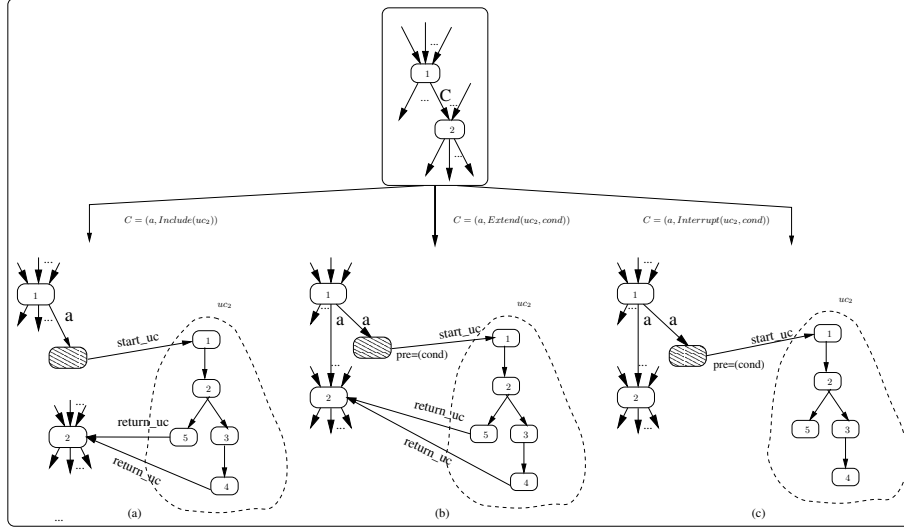 ...
1
... C ...
2
...
C = (a, Include(uc₂))
C = (a, Extend(uc₂, cond))
C = (a, Interrupt(uc₂, cond))
...
1
...
a
start_uc
uc₂
1
2
5
3
4
return_uc
return_uc
...
2
...
...
(a)
...
1
a
a
start_uc
pre=(cond)
uc₂
1
2
5
3
4
return_uc
return_uc
...
2
...
(b)
...
1
a
a
start_uc
pre=(cond)
uc₂
1
2
5
3
4
...
2
...
(c)